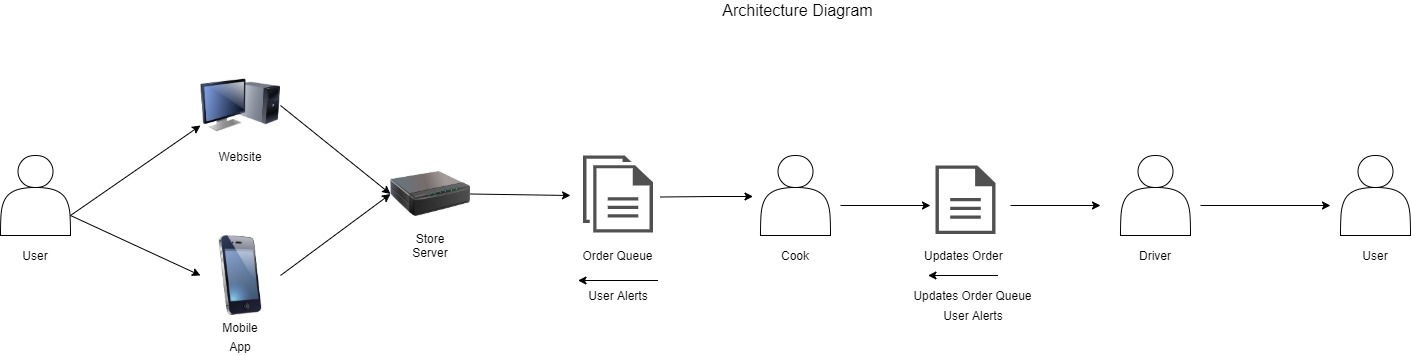 Architecture Diagram
Website
User
Mobile
App
Store
Server
Order Queue
User Alerts
Cook
Updates Order
Updates Order Queue
User Alerts
Driver
User